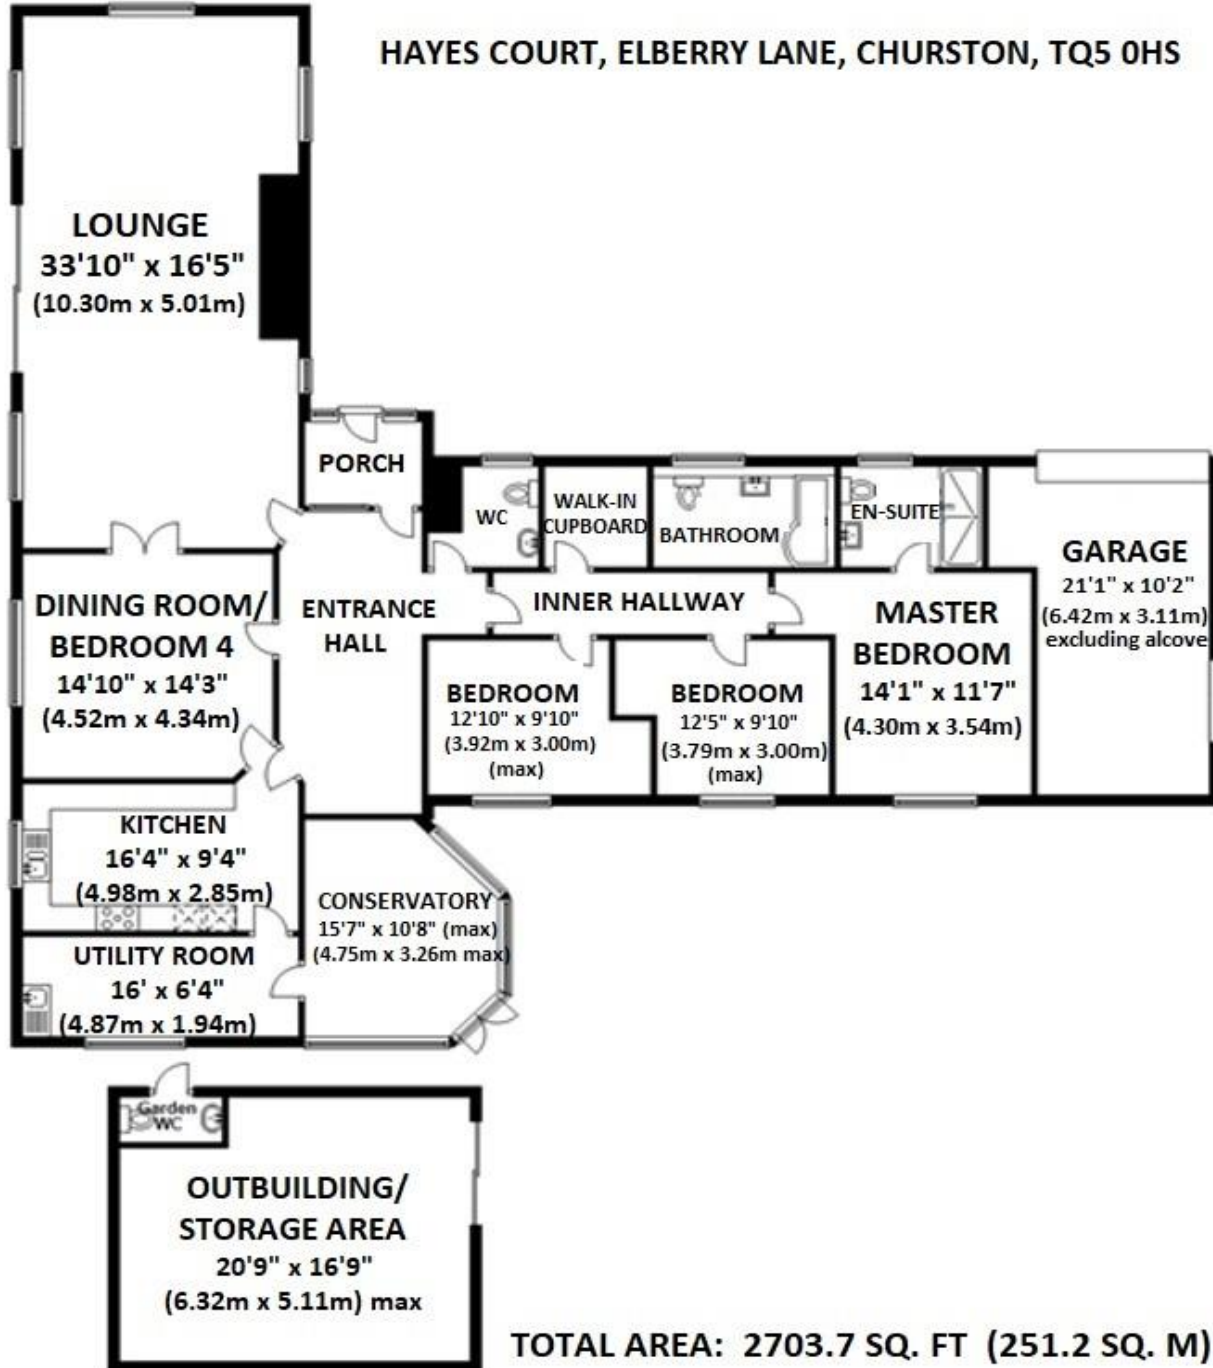 HAYES COURT, ELBERRY LANE, CHURSTON, TQ5 0HS
LOUNGE
33'10" x 16'5"
(10.30m x 5.01m)
PORCH
WC
WALK-IN
CUPBOARD
BATHROOM
EN-SUITE
GARAGE
21'1" x 10'2"
(6.42m x 3.11m)
excluding alcove
DINING ROOM/
BEDROOM 4
14'10" x 14'3"
(4.52m x 4.34m)
ENTRANCE
HALL
INNER HALLWAY
MASTER
BEDROOM
14'1" x 11'7"
(4.30m x 3.54m)
BEDROOM
12'10" x 9'10"
(3.92m x 3.00m)
(max)
BEDROOM
12'5" x 9'10"
(3.79m x 3.00m)
(max)
KITCHEN
16'4" x 9'4"
(4.98m x 2.85m)
CONSERVATORY
15'7" x 10'8" (max)
(4.75m x 3.26m max)
UTILITY ROOM
16' x 6'4"
(4.87m x 1.94m)
Garden
WC
OUTBUILDING/
STORAGE AREA
20'9" x 16'9"
(6.32m x 5.11m) max
TOTAL AREA: 2703.7 SQ. FT (251.2 SQ. M)